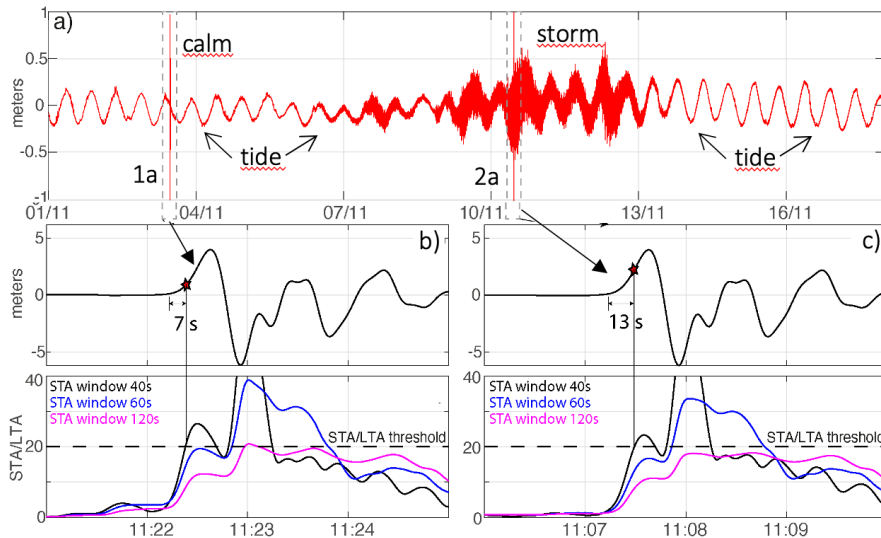 a)
1
0.5
0
-0.5
-1
meters
calm
storm
tide
tide
1a
2a
01/11 04/11 07/11 10/11 13/11 16/11
b)
5
0
-5
meters
7 s
c)
5
0
-5
13 s
STA window 40s
STA window 60s
STA window 120s
STA/LTA threshold
40
20
0
STA/LTA
11:22 11:23 11:24
STA window 40s
STA window 60s
STA window 120s
STA/LTA threshold
40
20
0
11:07 11:08 11:09